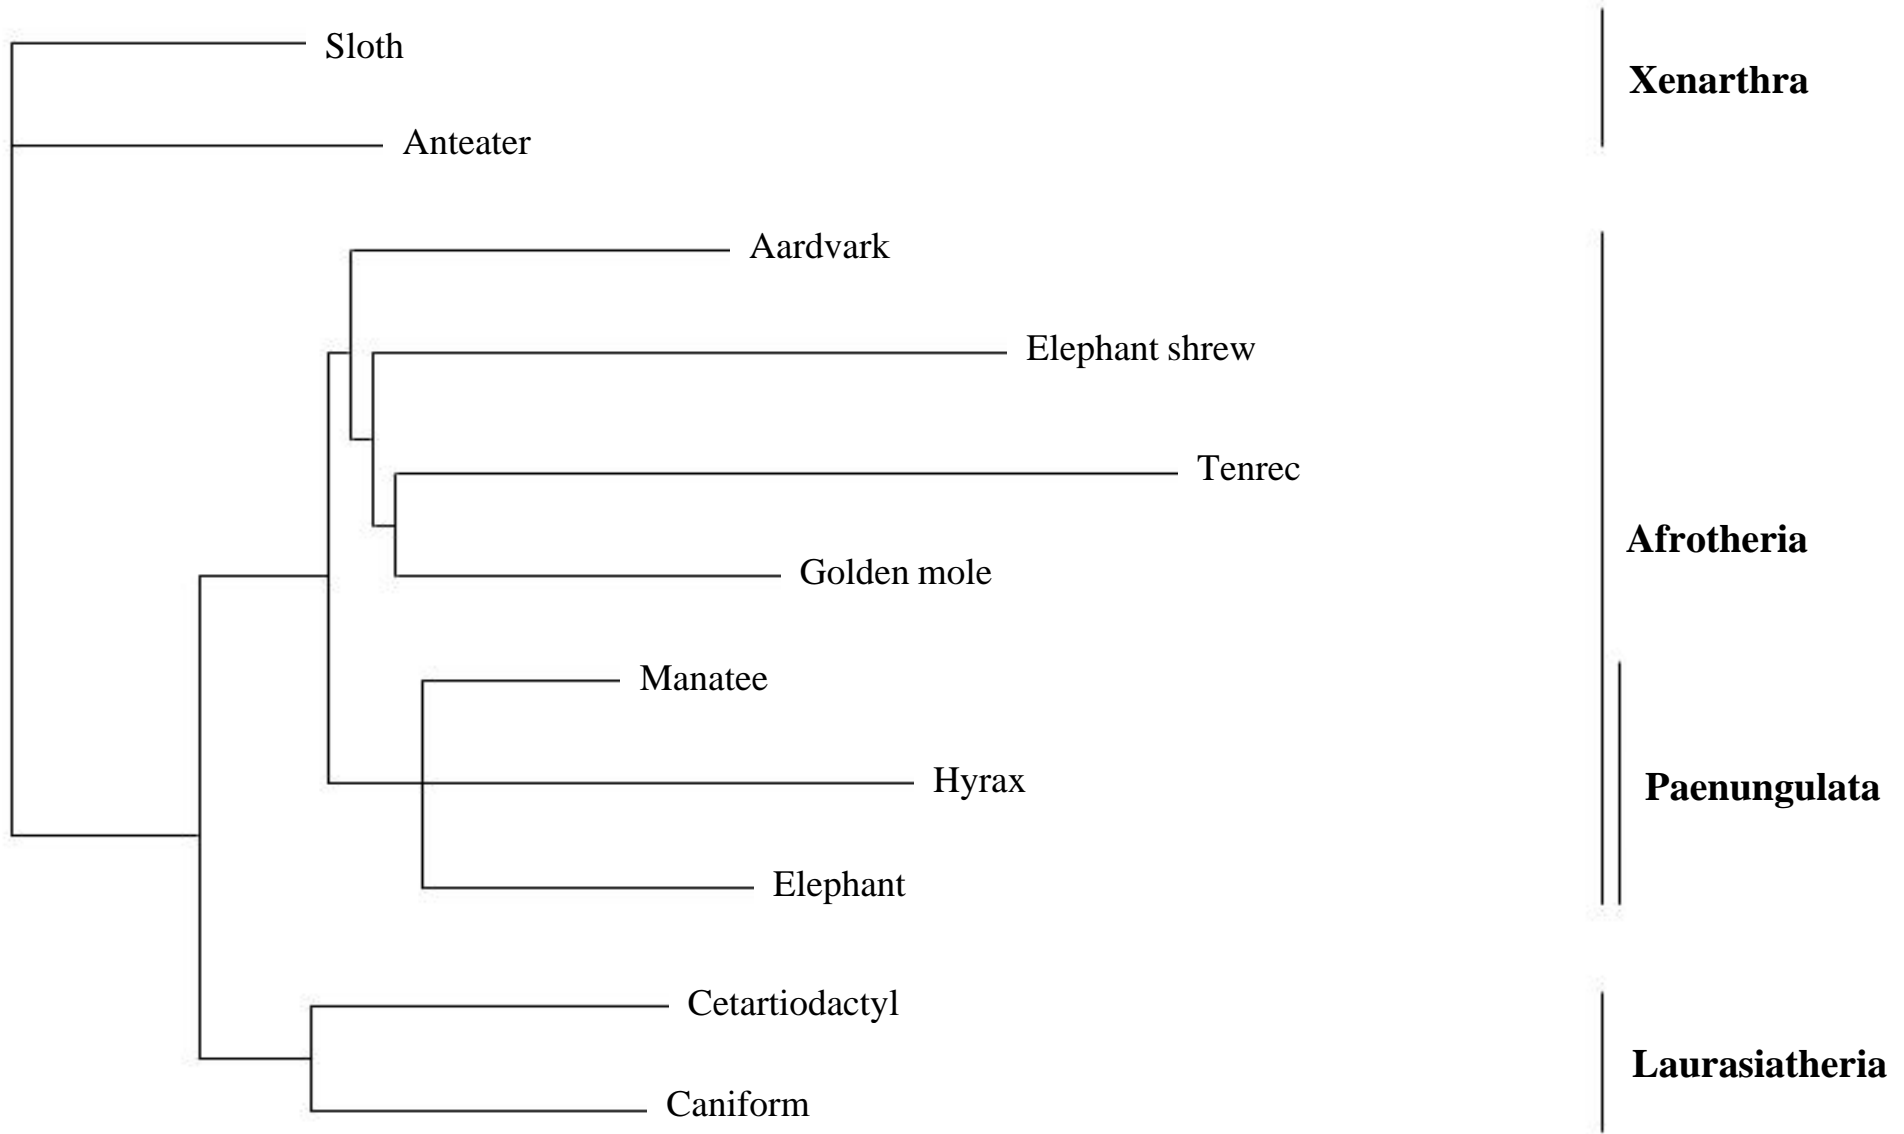 Sloth
Xenarthra
Anteater
Aardvark
Elephant shrew
Tenrec
Afrotheria
Golden mole
Manatee
Hyrax
Paenungulata
Elephant
Cetartiodactyl
Laurasiatheria
Caniform